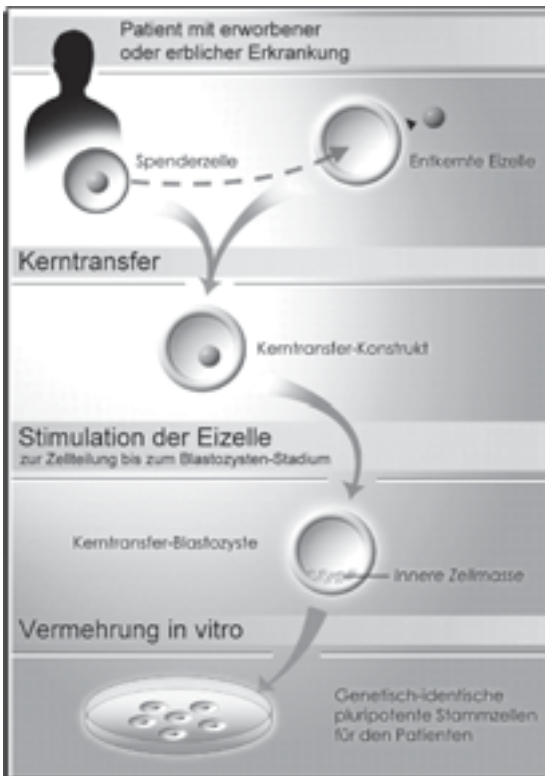 Patient mit erworbener
oder erblicher Erkrankung
Spenderzelle
Entkernte Eizelle
Kerntransfer
Kerntransfer-Konstrukt
Stimulation der Eizelle
zur Zellteilung bis zum Blastozysten-Stadium
Kerntransfer-Blastozyste
Innere Zellmasse
Vermehrung in vitro
Genetisch-identische
pluripotente Stammzellen
für den Patienten